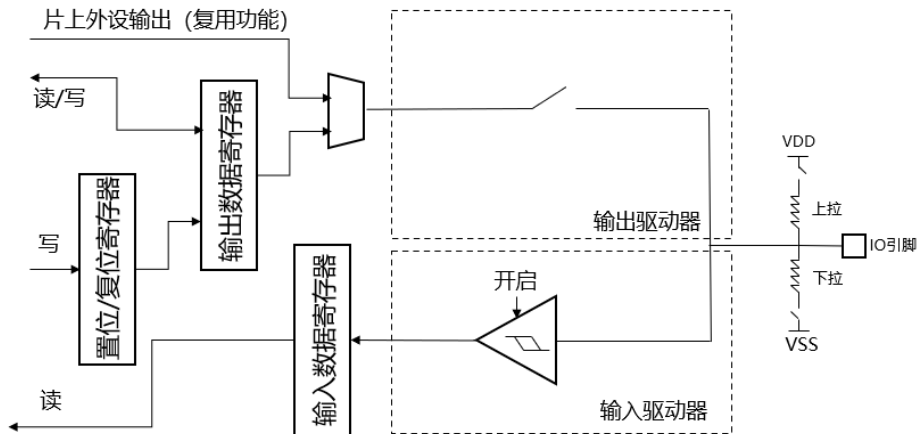 片上外设输出（复用功能）
读/写
输出数据寄存器
写
置位/复位寄存器
输出驱动器
VDD
上拉
IO引脚
下拉
VSS
开启
输入数据寄存器
输入驱动器
读